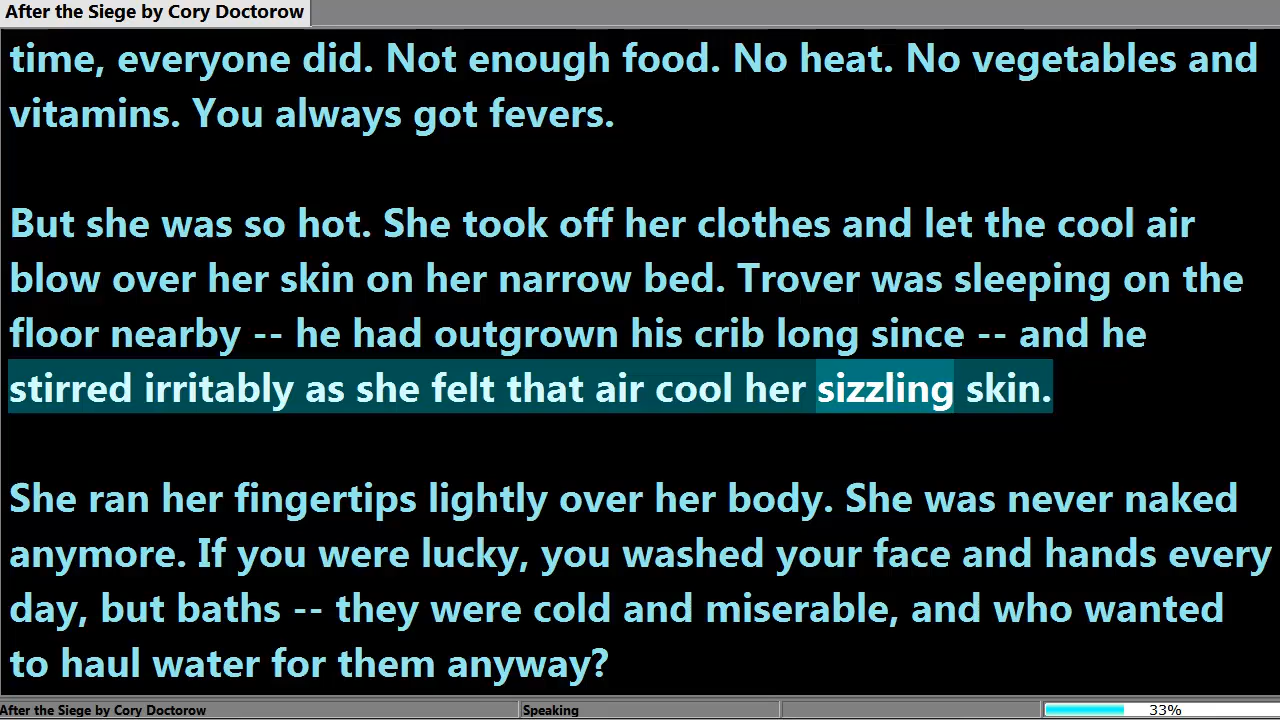 After the Siege by Cory Doctorow
time, everyone did. Not enough food. No heat. No vegetables and
vitamins. You always got fevers.
But she was so hot. She took off her clothes and let the cool air
blow over her skin on her narrow bed. Trover was sleeping on the
floor nearby -- he had outgrown his crib long since -- and he
stirred irritably as she felt that air cool her sizzling skin.
She ran her fingertips lightly over her body. She was never naked
anymore. If you were lucky, you washed your face and hands every
day, but baths -- they were cold and miserable, and who wanted
to haul water for them anyway?
After the Siege by Cory Doctorow Speaking 33%